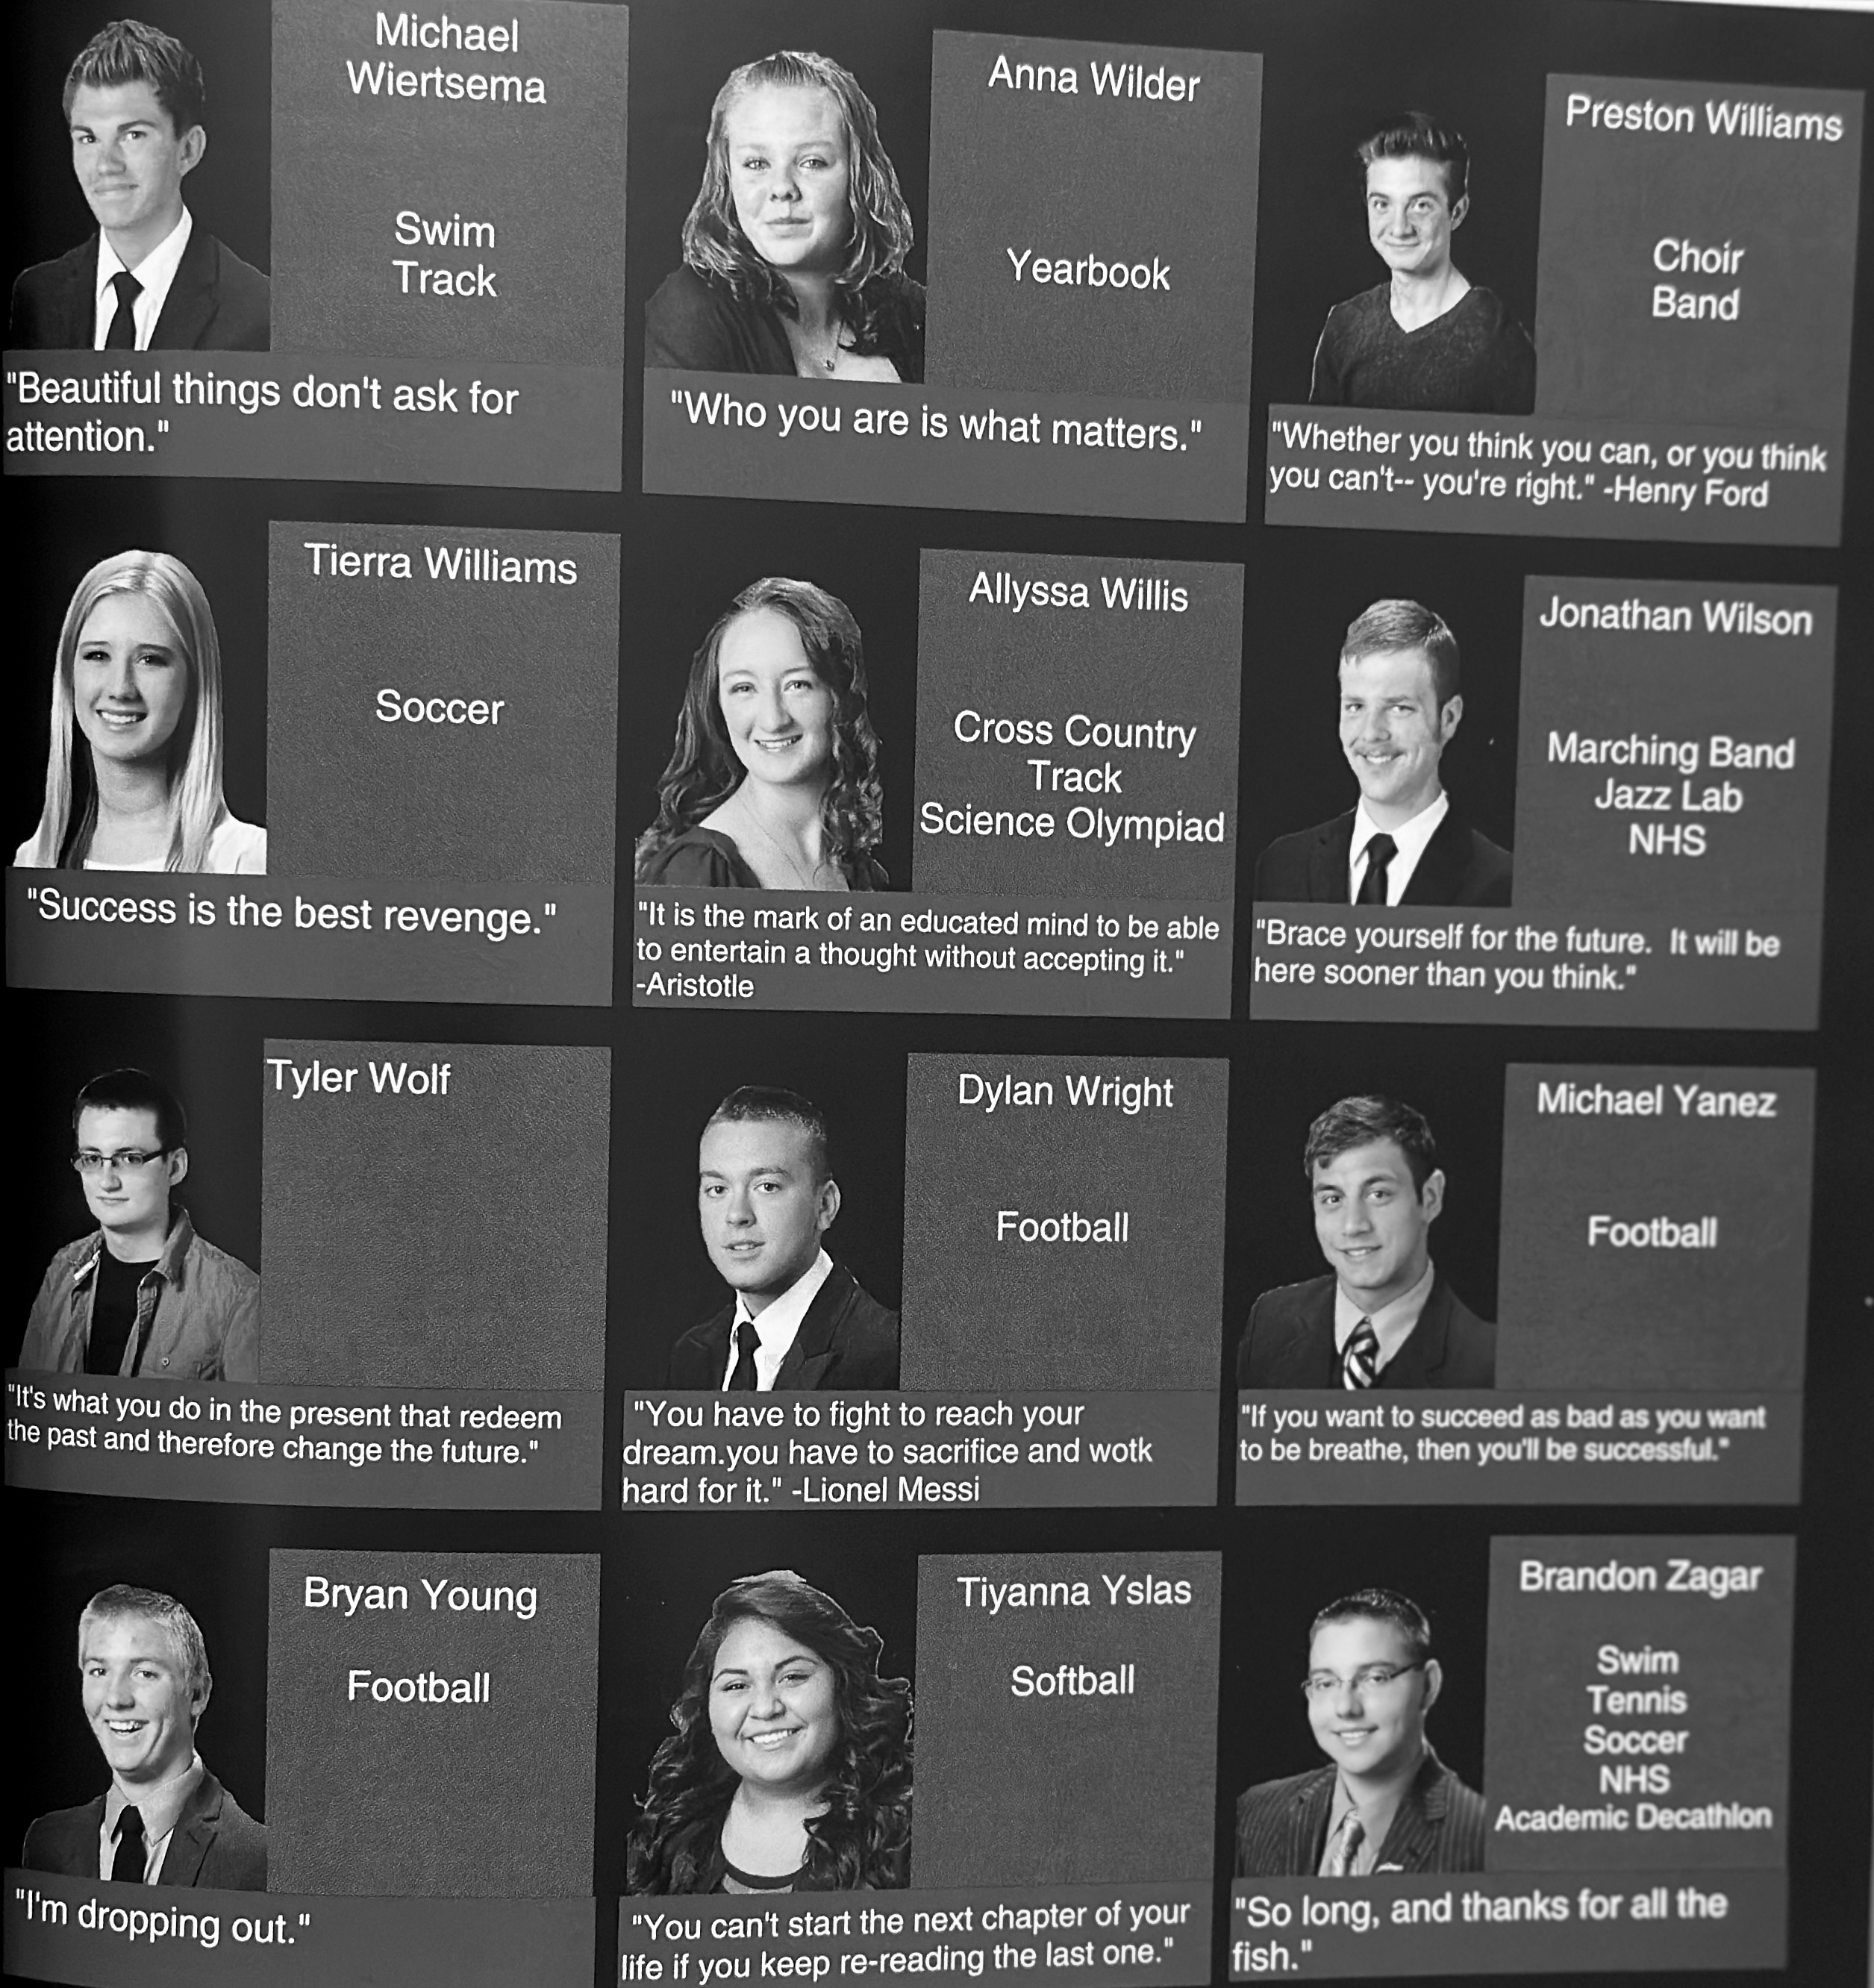 Michael
Wiertsema
Swim
Track
"Beautiful things don't ask for
attention."
Anna Wilder
Yearbook
"Who you are is what matters."
Preston Williams
Choir
Band
"Whether you think you can, or you think
you can't-- you're right." -Henry Ford
Tierra Williams
Soccer
"Success is the best revenge."
Allyssa Willis
Cross Country
Track
Science Olympiad
"It is the mark of an educated mind to be able
to entertain a thought without accepting it."
-Aristotle
Jonathan Wilson
Marching Band
Jazz Lab
NHS
"Brace yourself for the future.  It will be
here sooner than you think."
Tyler Wolf
"It's what you do in the present that redeem
the past and therefore change the future."
Dylan Wright
Football
"You have to fight to reach your
dream.you have to sacrifice and wotk
hard for it." -Lionel Messi
Michael Yanez
Football
"If you want to succeed as bad as you want
to be breathe, then you'll be successful."
Bryan Young
Football
"I'm dropping out."
Tiyanna Yslas
Softball
"You can't start the next chapter of your
life if you keep re-reading the last one."
Brandon Zagar
Swim
Tennis
Soccer
NHS
Academic Decathlon
"So long, and thanks for all the
fish."